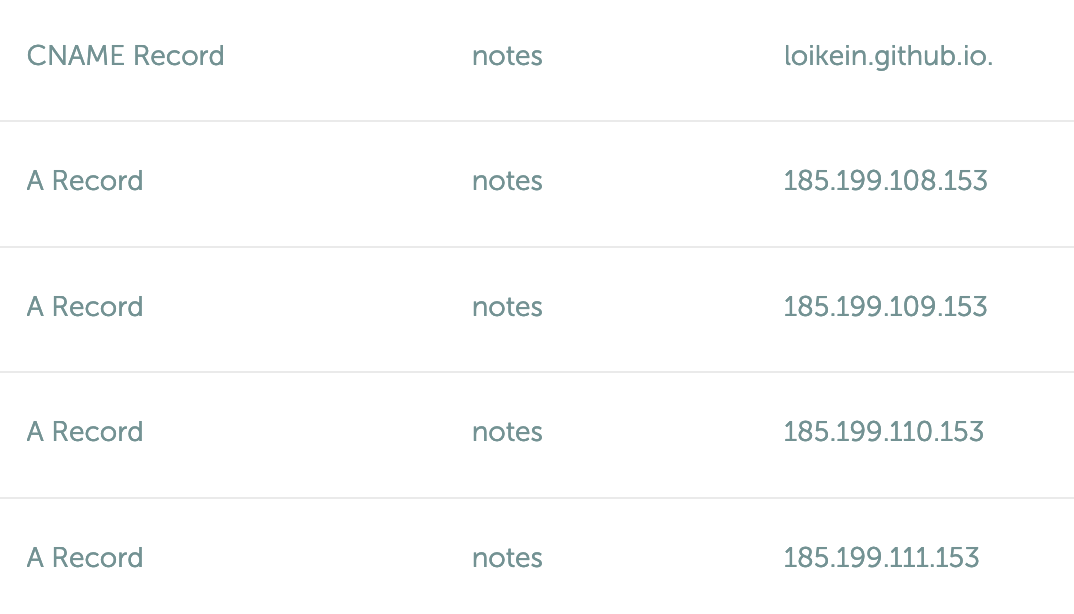 CNAME Record notes loikein.github.io.
A Record notes 185.199.108.153
A Record notes 185.199.109.153
A Record notes 185.199.110.153
A Record notes 185.199.111.153